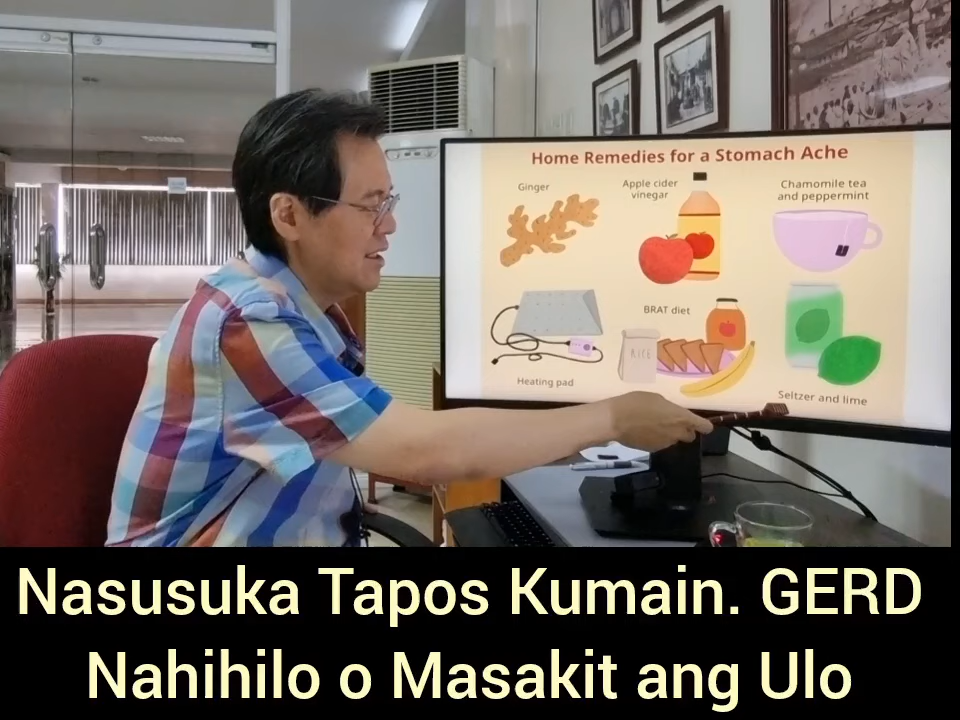 Home Remedies for a Stomach Ache
Ginger
Apple cider
vinegar
Chamomile tea
and peppermint
BRAT diet
RICE
Heating pad
Seltzer and lime
Nasusuka Tapos Kumain. GERD
Nahihilo o Masakit ang Ulo